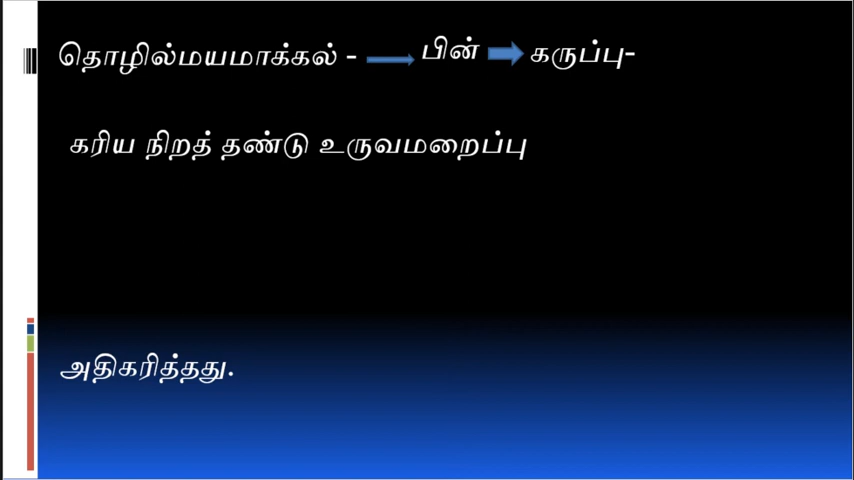 தொழில்மயமாக்கல் - பின் கருப்பு-
கரிய நிறத் தண்டு உருவமறைப்பு
அதிகரித்தது.